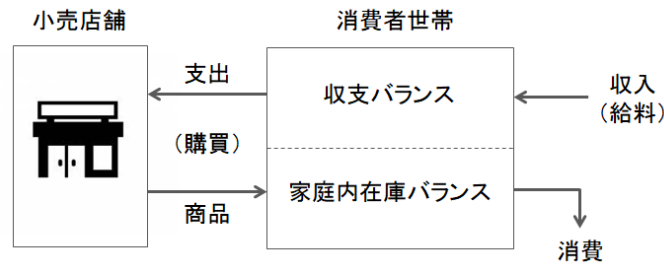 小売店舗
消費者世帯
支出
収支バランス
収入
（給料）
（購買）
商品
家庭内在庫バランス
消費